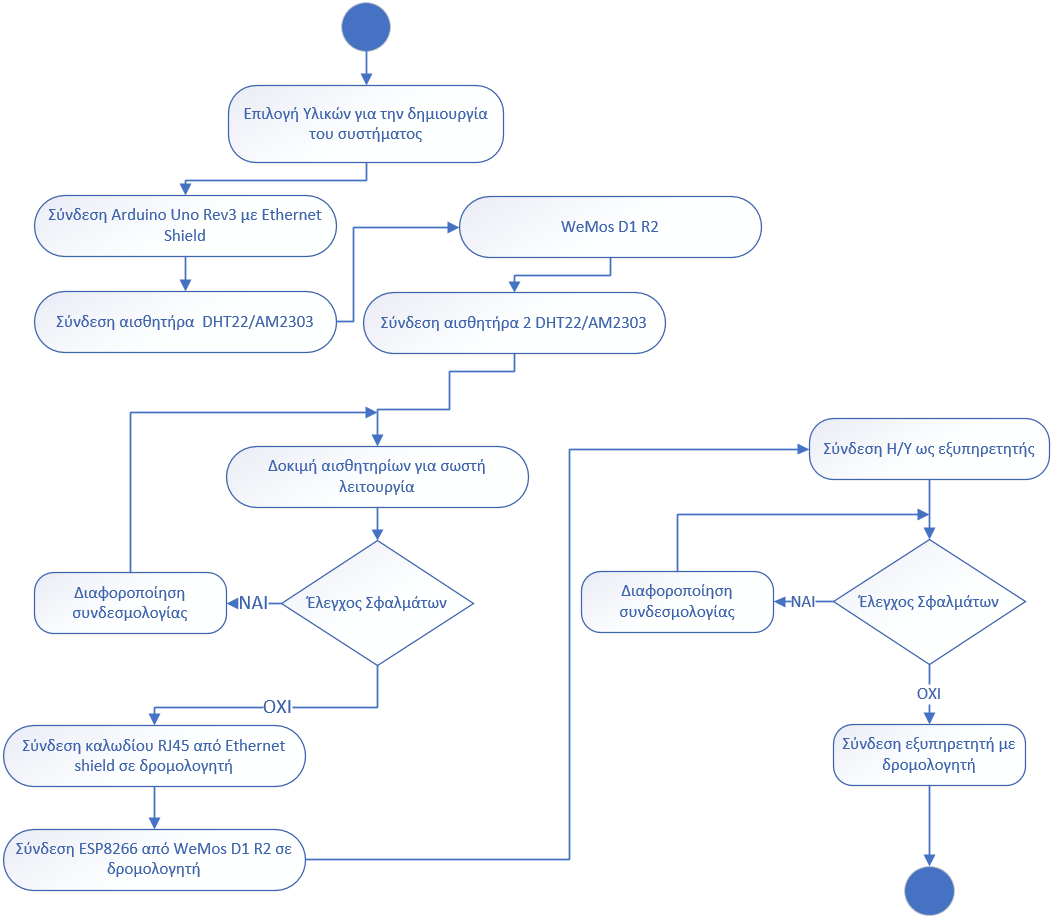 Επιλογή Υλικών για την δημιουργία
του συστήματος
Σύνδεση Arduino Uno Rev3 με Ethernet
Shield
Σύνδεση αισθητήρα  DHT22/AM2303
WeMos D1 R2
Σύνδεση αισθητήρα 2 DHT22/AM2303
Δοκιμή αισθητηρίων για σωστή
λειτουργία
Έλεγχος Σφαλμάτων
ΝΑΙ
Διαφοροποίηση
συνδεσμολογίας
ΟΧΙ
Σύνδεση καλωδίου RJ45 από Ethernet
shield σε δρομολογητή
Σύνδεση ESP8266 από WeMos D1 R2 σε
δρομολογητή
Σύνδεση Η/Υ ως εξυπηρετητής
Έλεγχος Σφαλμάτων
ΝΑΙ
Διαφοροποίηση
συνδεσμολογίας
ΟΧΙ
Σύνδεση εξυπηρετητή με
δρομολογητή